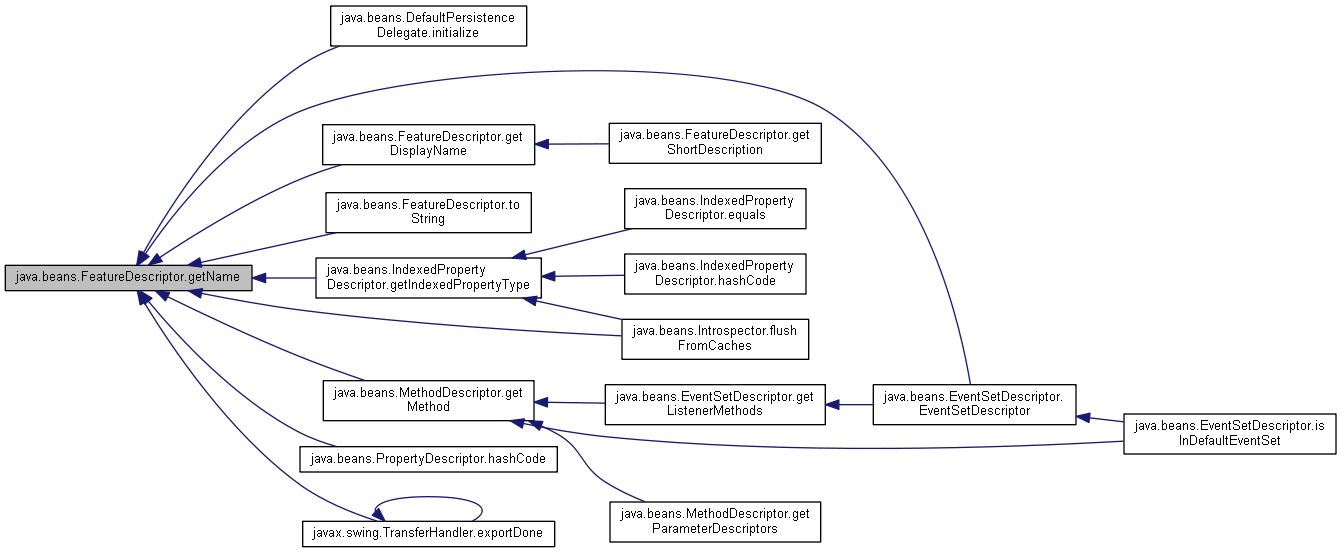 java.beans.DefaultPersistence
Delegate.initialize
java.beans.FeatureDescriptor.get
DisplayName
java.beans.FeatureDescriptor.get
ShortDescription
java.beans.FeatureDescriptor.to
String
java.beans.IndexedProperty
Descriptor.equals
java.beans.FeatureDescriptor.getName
java.beans.IndexedProperty
Descriptor.getIndexedPropertyType
java.beans.IndexedProperty
Descriptor.hashCode
java.beans.Introspector.flush
FromCaches
java.beans.MethodDescriptor.get
Method
java.beans.EventSetDescriptor.get
ListenerMethods
java.beans.EventSetDescriptor.
EventSetDescriptor
java.beans.EventSetDescriptor.is
InDefaultEventSet
java.beans.PropertyDescriptor.hashCode
java.beans.MethodDescriptor.get
ParameterDescriptors
javax.swing.TransferHandler.exportDone